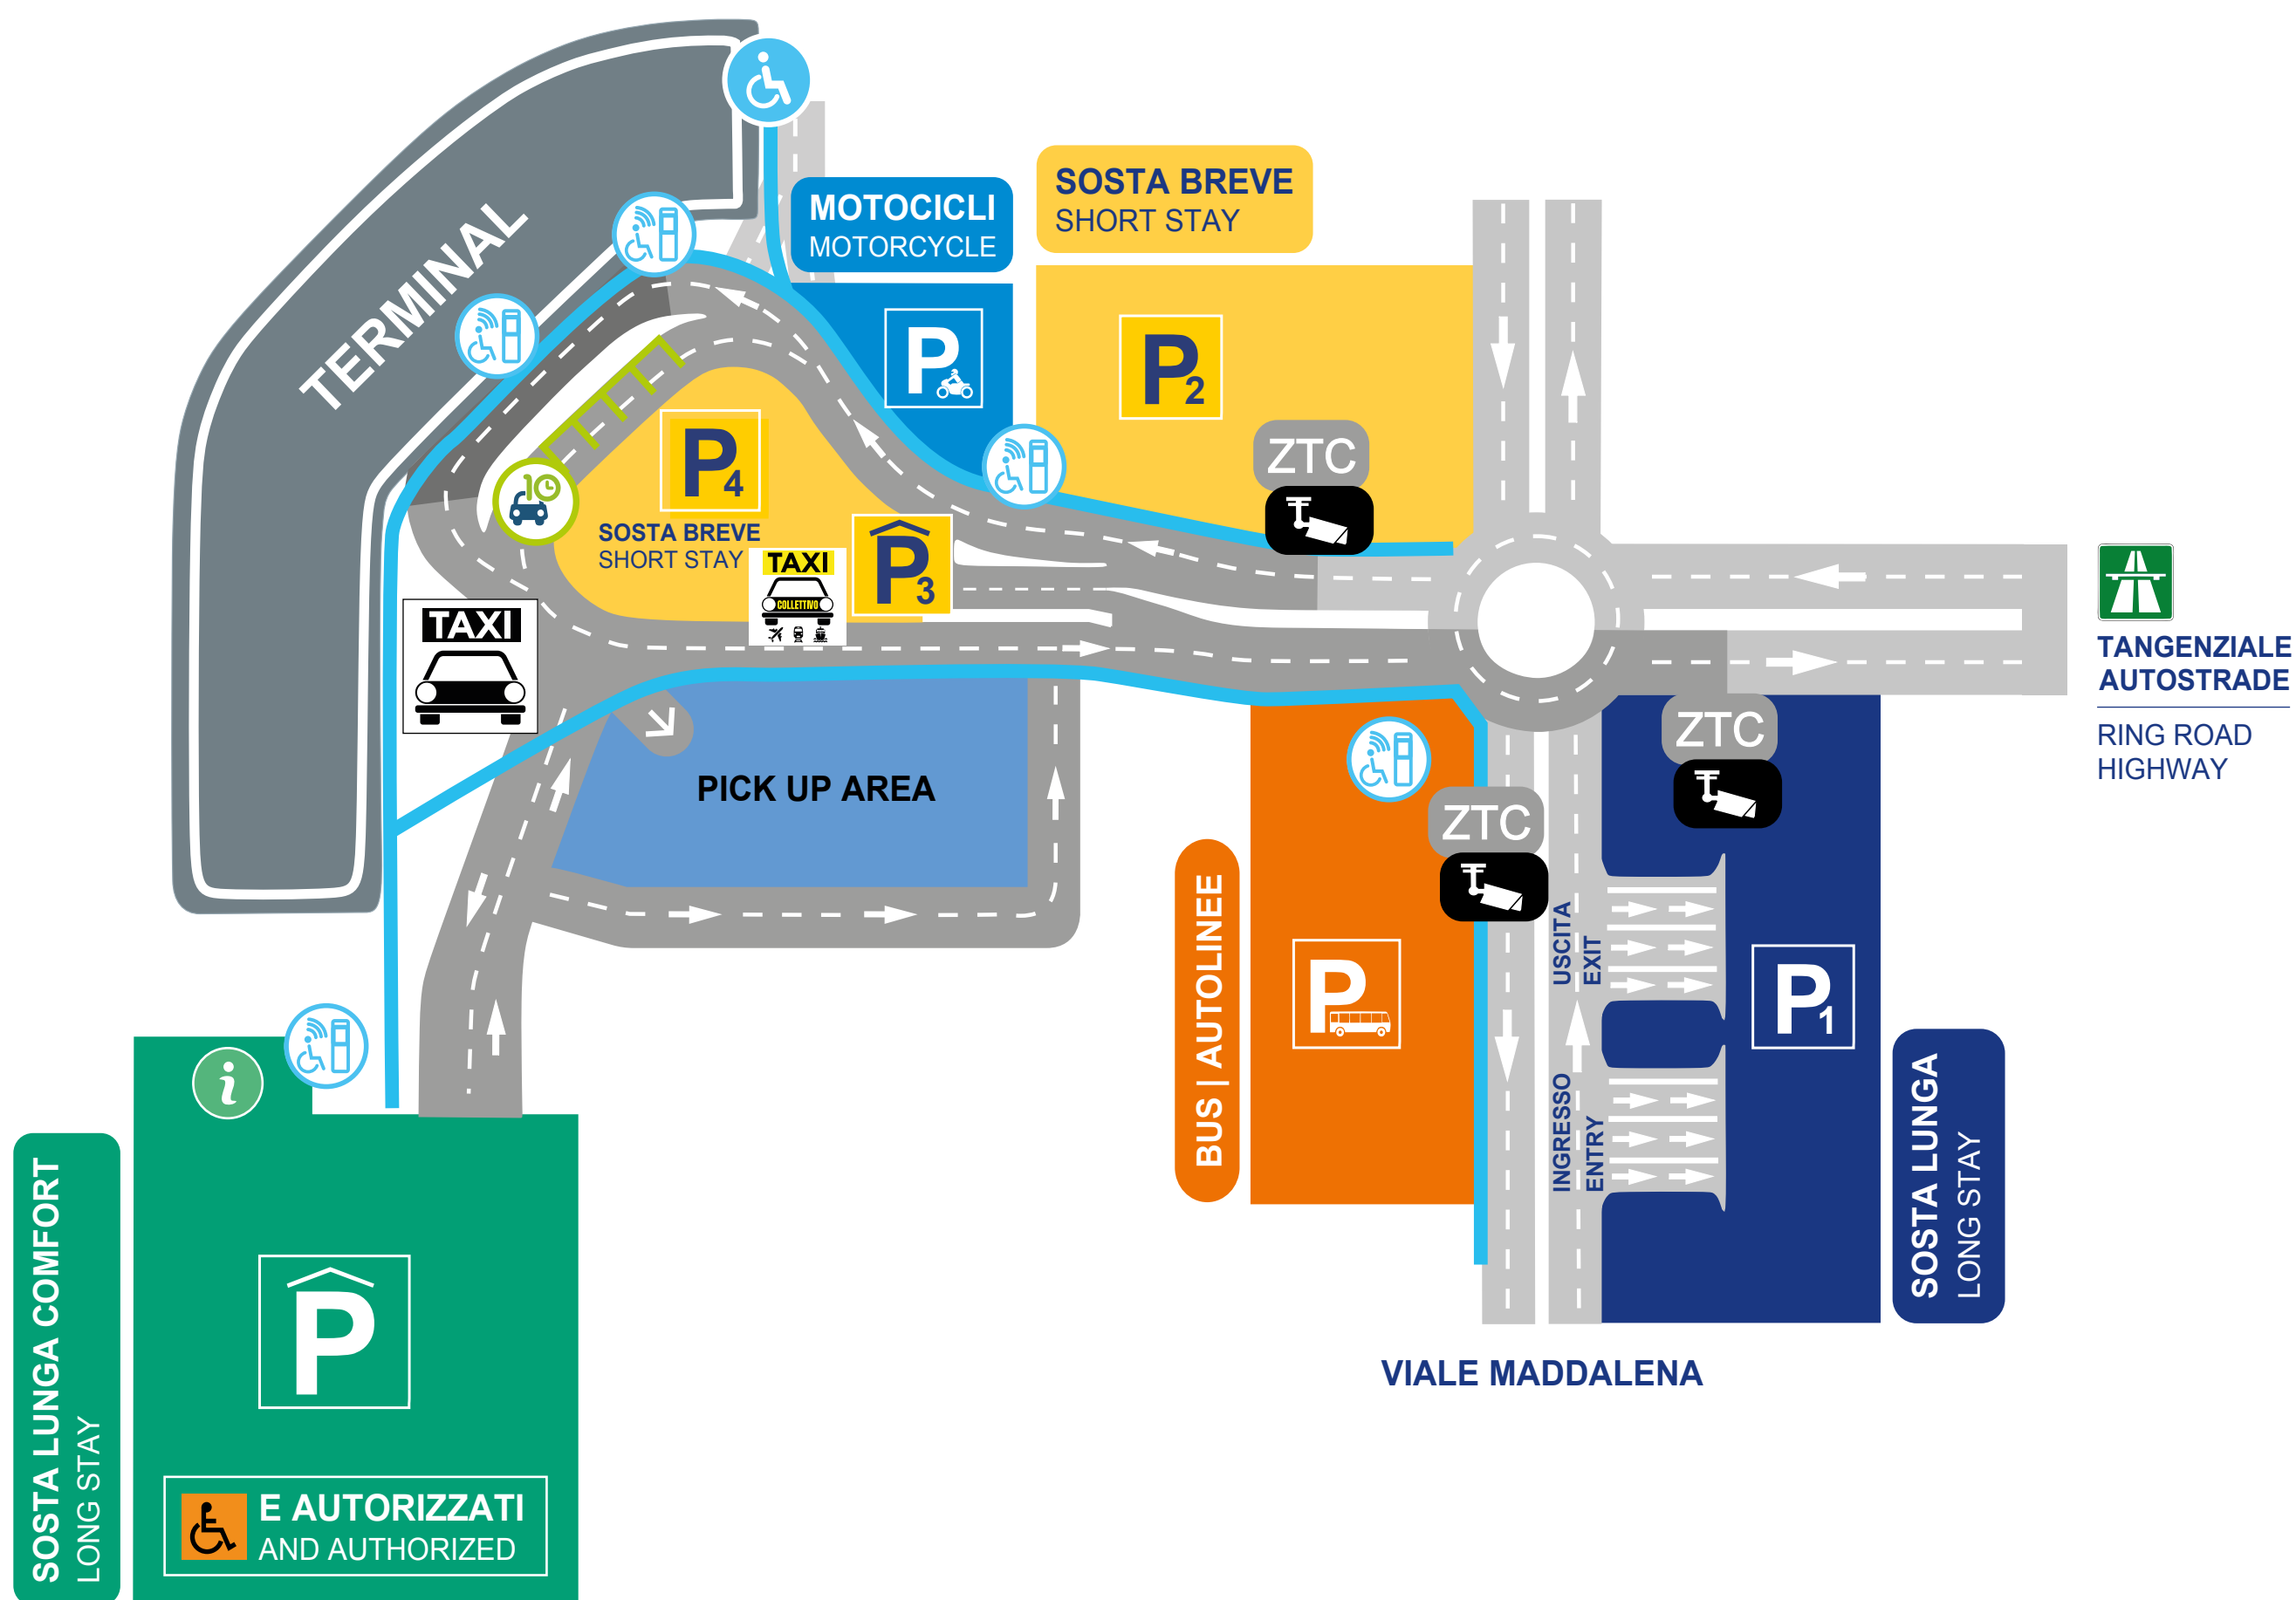 TERMINAL
MOTOCICLI
MOTORCYCLE
SOSTA BREVE
SHORT STAY
P
P2
ZTC
P4
SOSTA BREVE
SHORT STAY
10
TAXI
COLLETTIVO
P3
TAXI
TANGENZIALE
AUTOSTRADE
RING ROAD
HIGHWAY
PICK UP AREA
ZTC
ZTC
BUS | AUTOLINEE
P
USCITA
EXIT
INGRESSO
ENTRY
P1
SOSTA LUNGA
LONG STAY
VIALE MADDALENA
i
SOSTA LUNGA COMFORT
LONG STAY
P
E AUTORIZZATI
AND AUTHORIZED